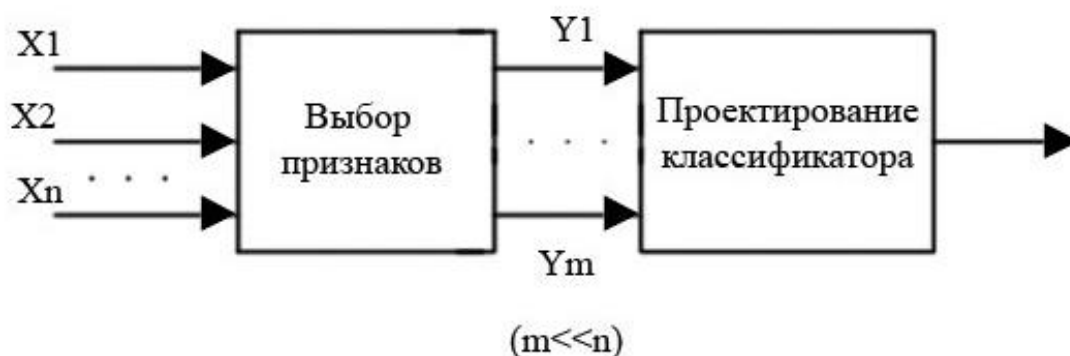 X1
X2
. . .
Xn
Выбор
признаков
Y1
. . .
Ym
Проектирование
классификатора
(m<<n)